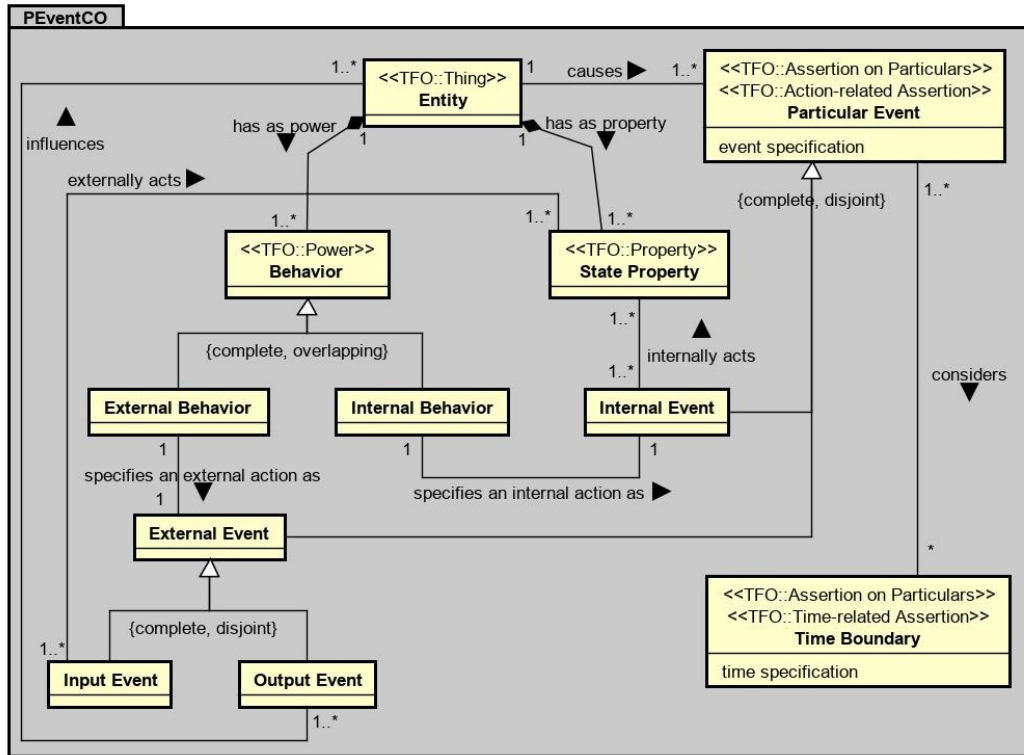 PEventCO
1..*
<<TFO::Thing>>
Entity
1
causes
1..*
<<TFO::Assertion on Particulars>>
<<TFO::Action-related Assertion>>
Particular Event
event specification
influences
has as power
1
1
has as property
externally acts
{complete, disjoint}
1..*
1..*
1..*
1..*
<<TFO::Power>>
Behavior
<<TFO::Property>>
State Property
1..*
{complete, overlapping}
internally acts
1..*
considers
External Behavior
Internal Behavior
Internal Event
1
1
1
specifies an external action as
specifies an internal action as
1
External Event
*
{complete, disjoint}
<<TFO::Assertion on Particulars>>
<<TFO::Time-related Assertion>>
Time Boundary
time specification
1..*
Input Event
Output Event
1..*